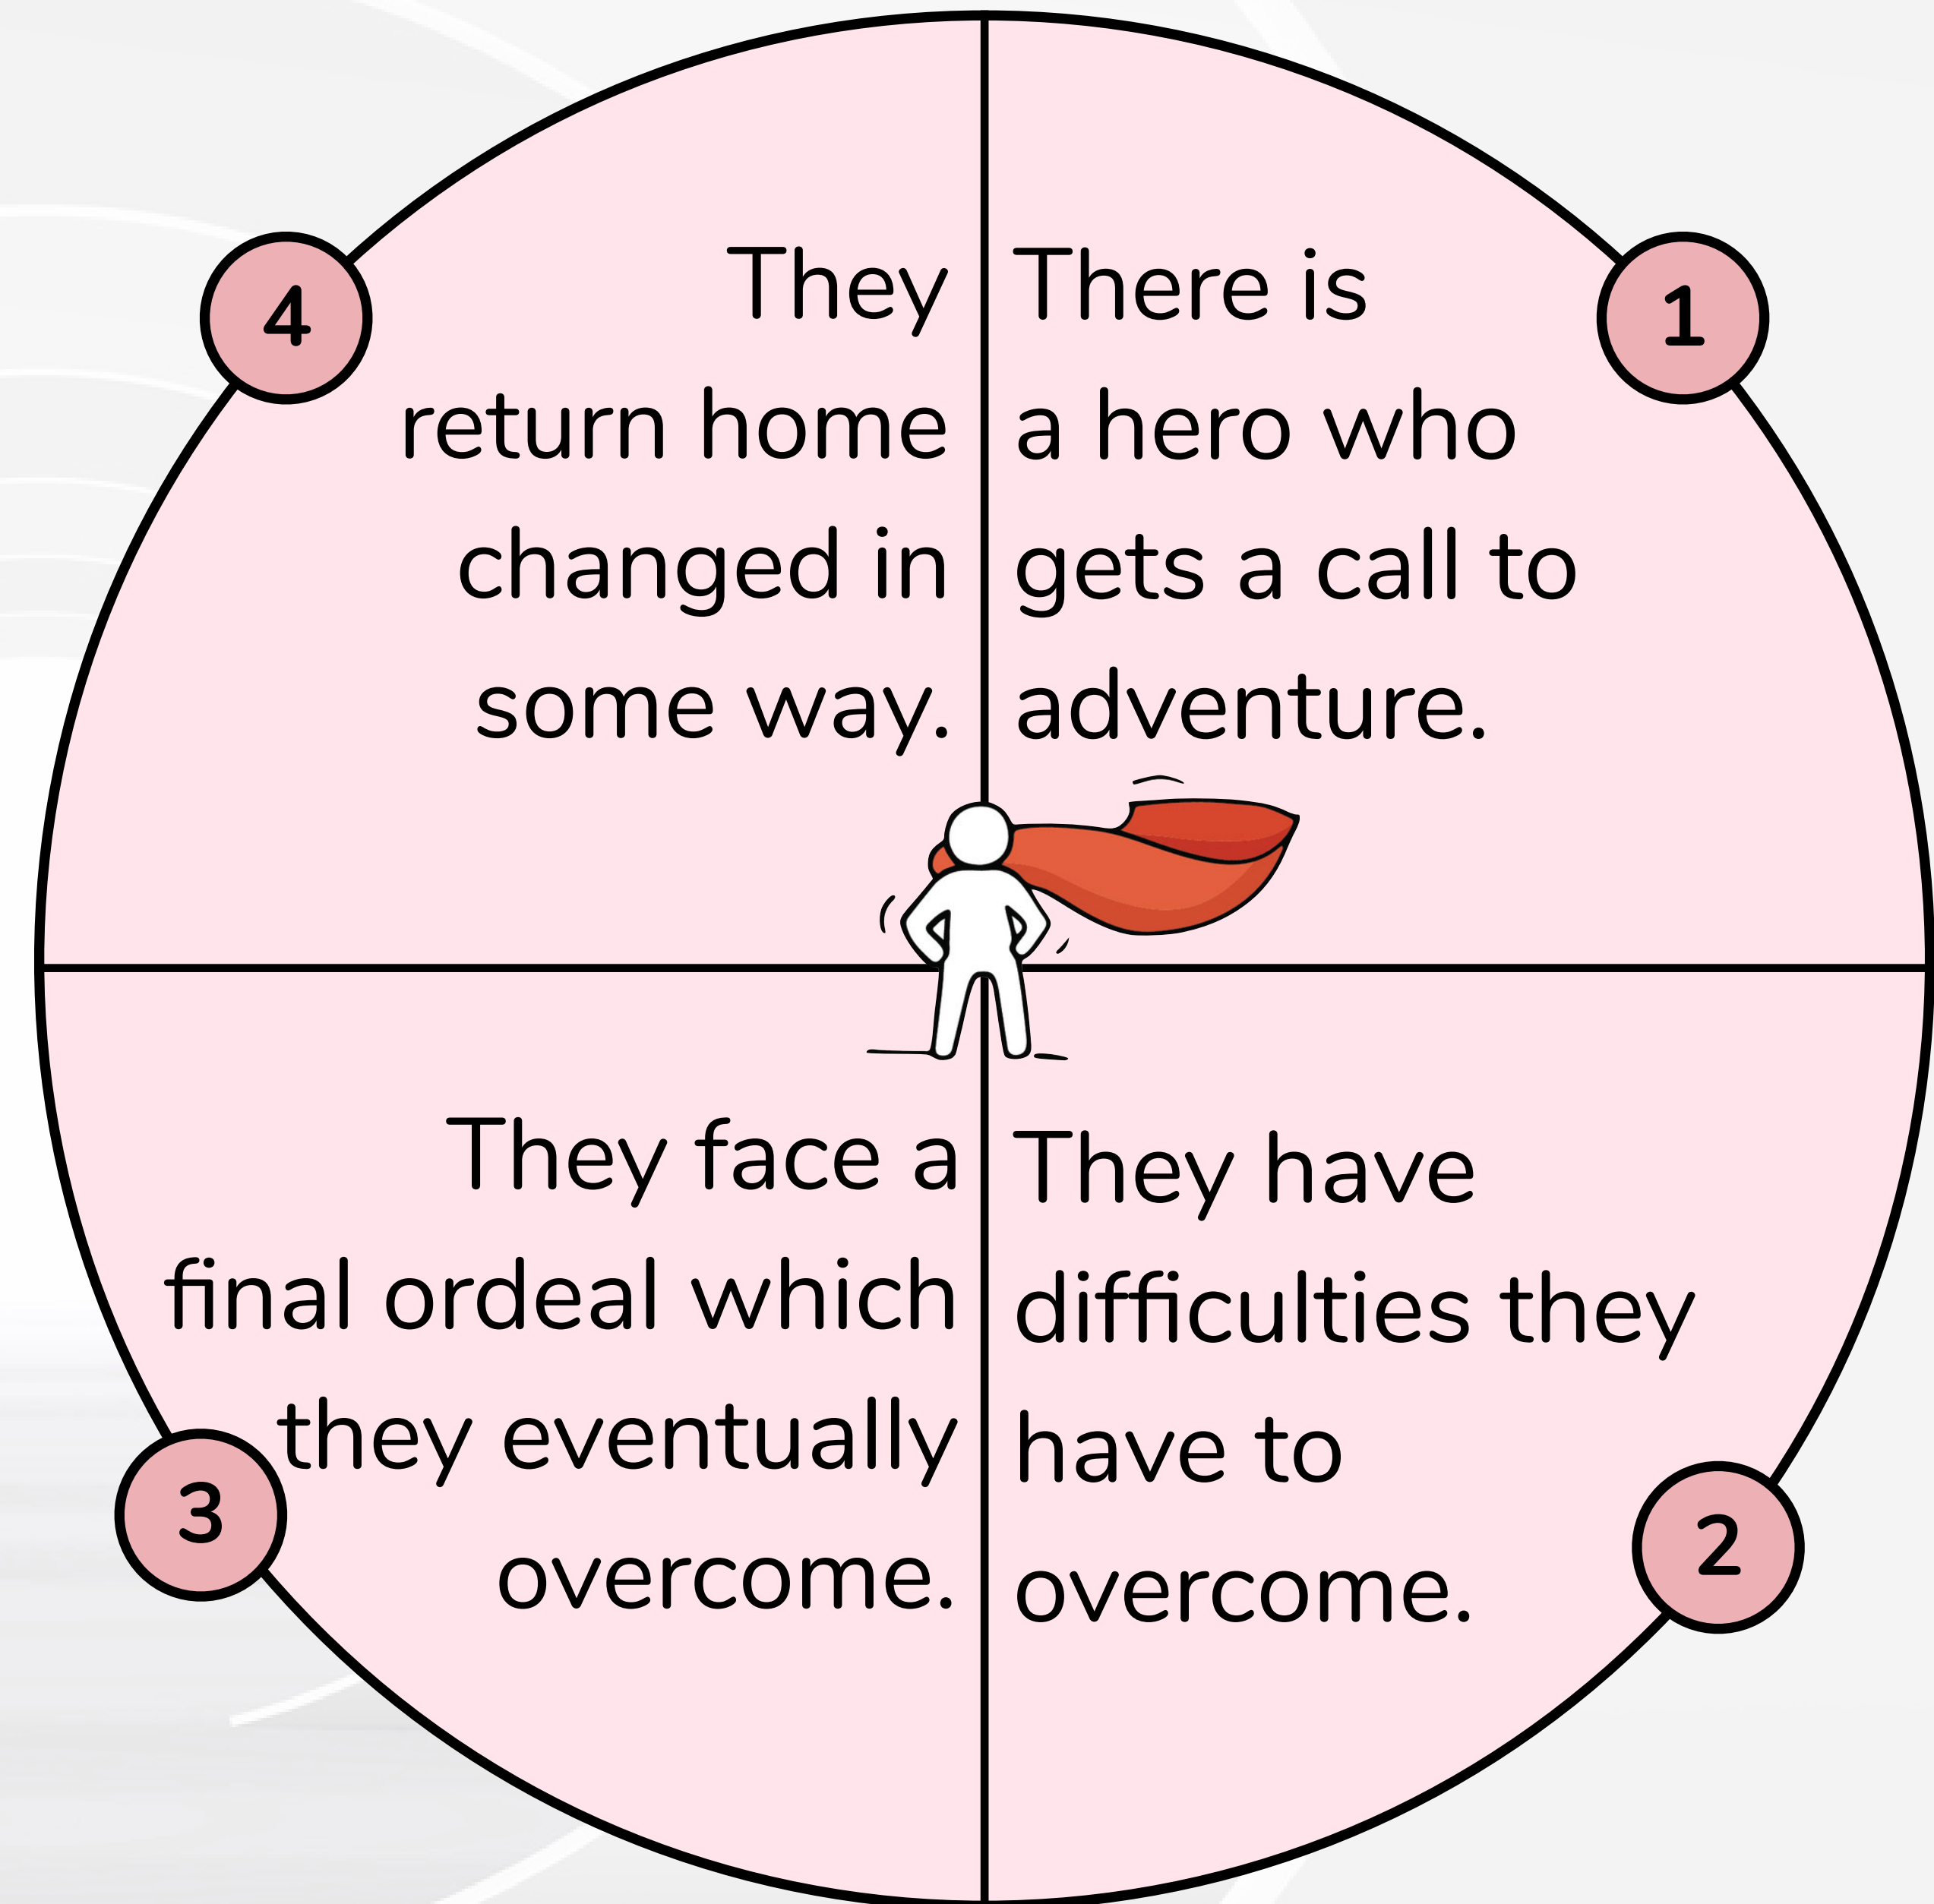 1
There is
a hero who
gets a call to
adventure.
2
They have
difficulties they
have to
overcome.
3
They face a
final ordeal which
they eventually
overcome.
4
They
return home
changed in
some way.